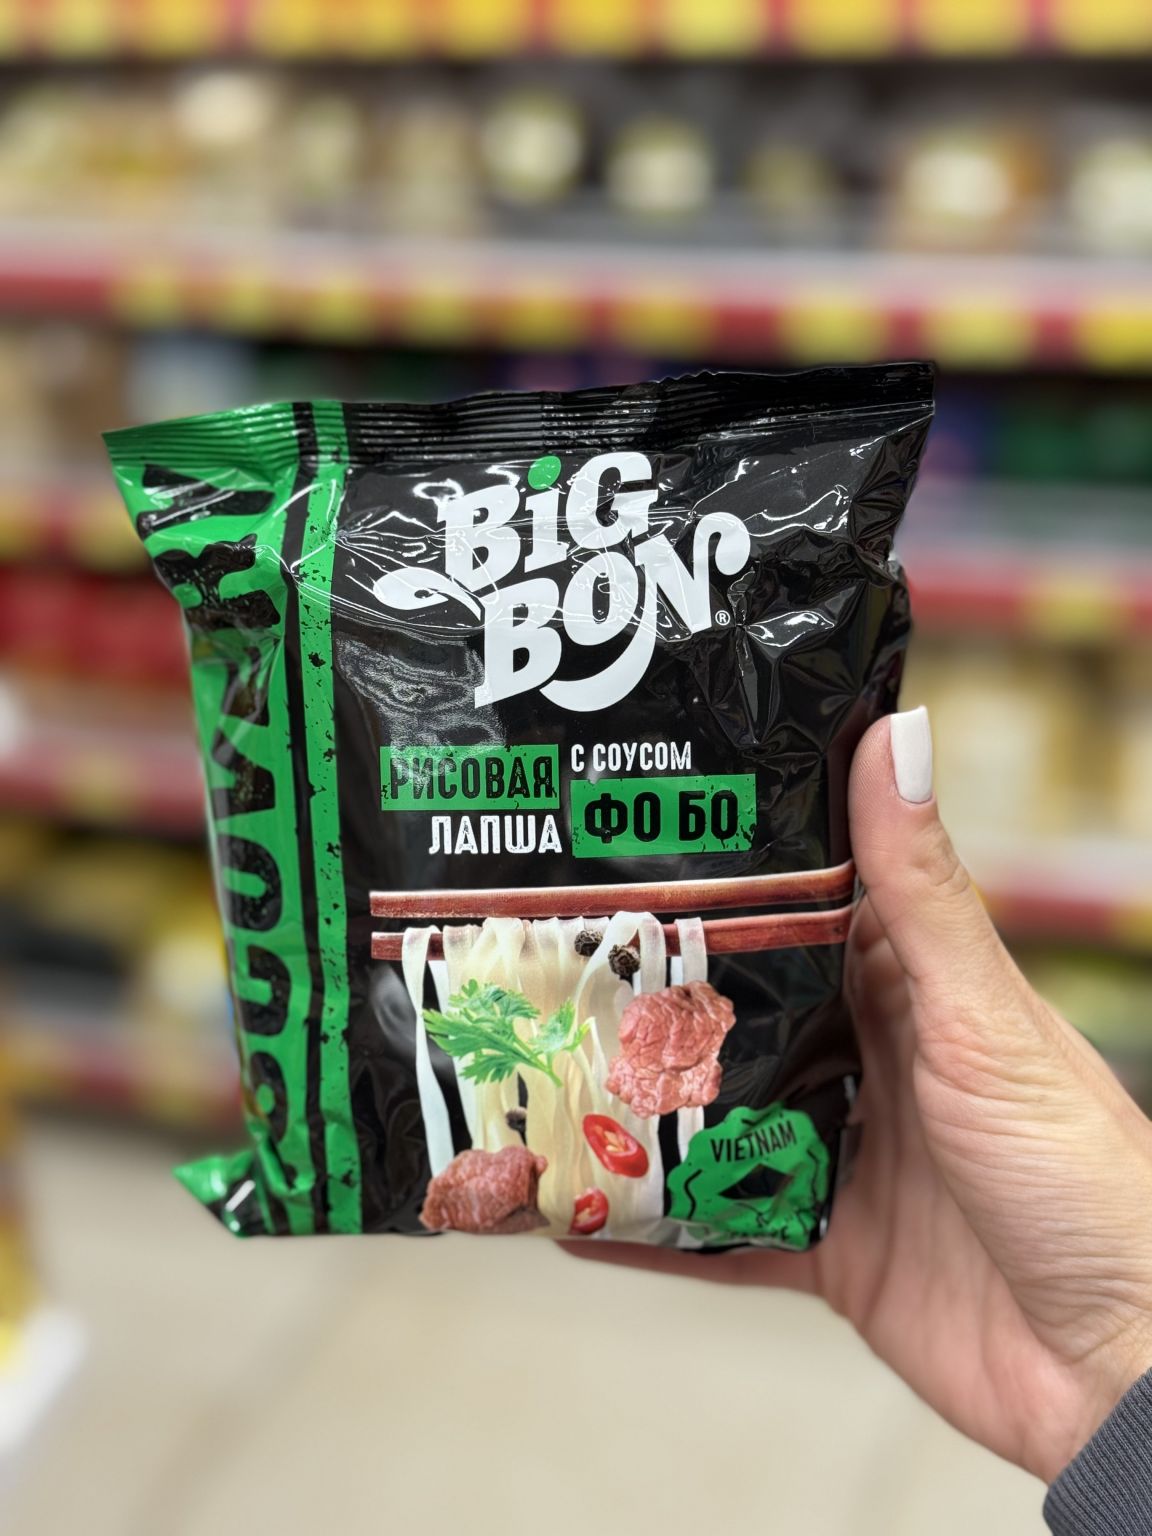 BiG
BON®
РИСОВАЯ
ЛАПША
С СОУСОМ
ФО БО
VIETNAM